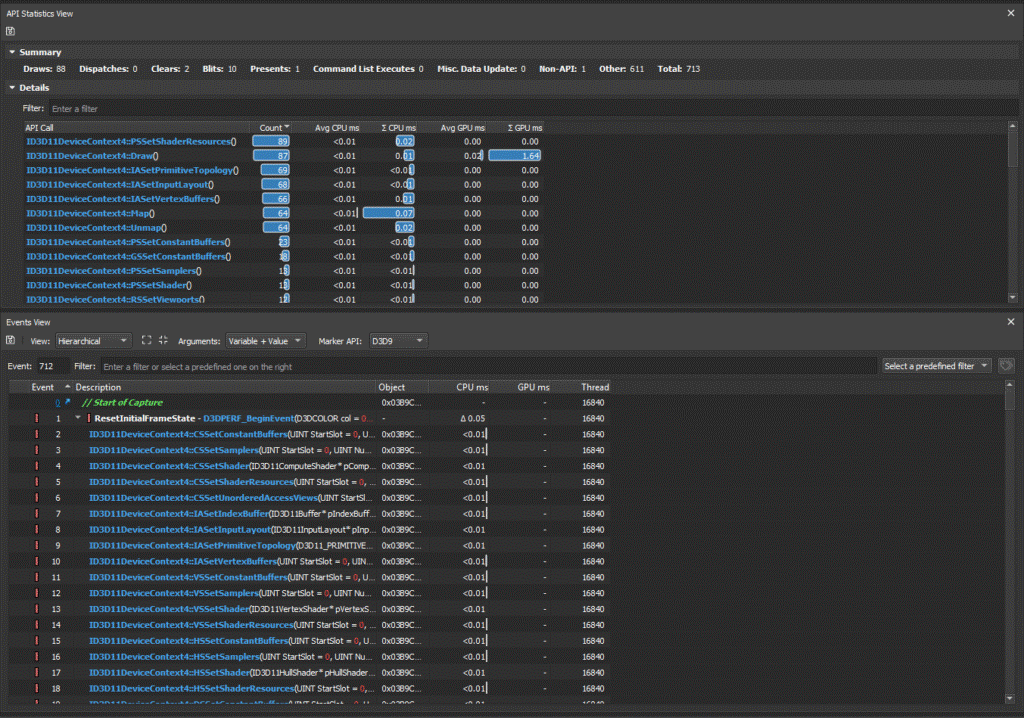 API Statistics View
Summary
Draws: 88 Dispatches: 0 Clears: 2 Blits: 10 Presents: 1 Command List Executes 0 Misc. Data Update: 0 Non-API: 1 Other: 611 Total: 713
Details
Filter: Enter a filter
API Call Count Avg CPU ms Σ CPU ms Avg GPU ms Σ GPU ms
ID3D11DeviceContext4::PSSetShaderResources() 89 <0.01 0.02 0.00 0.00
ID3D11DeviceContext4::Draw() 87 <0.01 0.01 0.02 1.64
ID3D11DeviceContext4::IASetPrimitiveTopology() 69 <0.01 <0.01 0.00 0.00
ID3D11DeviceContext4::IASetInputLayout() 68 <0.01 <0.01 0.00 0.00
ID3D11DeviceContext4::IASetVertexBuffers() 66 <0.01 0.01 0.00 0.00
ID3D11DeviceContext4::Map() 64 <0.01 0.07 0.00 0.00
ID3D11DeviceContext4::Unmap() 64 <0.01 0.02 0.00 0.00
ID3D11DeviceContext4::PSSetConstantBuffers() 23 <0.01 <0.01 0.00 0.00
ID3D11DeviceContext4::GSSetConstantBuffers() <0.01 <0.01 0.00 0.00
ID3D11DeviceContext4::PSSetSamplers() <0.01 <0.01 0.00 0.00
ID3D11DeviceContext4::PSSetShader() <0.01 <0.01 0.00 0.00
ID3D11DeviceContext4::RSSetViewports() <0.01 <0.01 0.00 0.00
Events View
View: Hierarchical Arguments: Variable + Value Marker API: D3D9
Event: 712 Filter: Enter a filter or select a predefined one on the right Select a predefined filter
Event Description Object CPU ms GPU ms Thread
0 // Start of Capture 0x03B9C... - - 16840
1 ResetInitialFrameState - D3DPERF_BeginEvent(D3DCOLOR col = 0... - Δ 0.05 16840
2 ID3D11DeviceContext4::CSSetConstantBuffers(UINT StartSlot = 0, U... 0x03B9C... <0.01 - 16840
3 ID3D11DeviceContext4::CSSetSamplers(UINT StartSlot = 0, UINT Nu... 0x03B9C... <0.01 - 16840
4 ID3D11DeviceContext4::CSSetShader(ID3D11ComputeShader* pComp... 0x03B9C... <0.01 - 16840
5 ID3D11DeviceContext4::CSSetShaderResources(UINT StartSlot = 0, ... 0x03B9C... <0.01 - 16840
6 ID3D11DeviceContext4::CSSetUnorderedAccessViews(UINT StartSl... 0x03B9C... <0.01 - 16840
7 ID3D11DeviceContext4::IASetIndexBuffer(ID3D11Buffer* pIndexBuff... 0x03B9C... <0.01 - 16840
8 ID3D11DeviceContext4::IASetInputLayout(ID3D11InputLayout* pInp... 0x03B9C... <0.01 - 16840
9 ID3D11DeviceContext4::IASetPrimitiveTopology(D3D11_PRIMITIVE... 0x03B9C... <0.01 - 16840
10 ID3D11DeviceContext4::IASetVertexBuffers(UINT StartSlot = 0, UIN... 0x03B9C... <0.01 - 16840
11 ID3D11DeviceContext4::VSSetConstantBuffers(UINT StartSlot = 0, U... 0x03B9C... <0.01 - 16840
12 ID3D11DeviceContext4::VSSetSamplers(UINT StartSlot = 0, UINT Nu... 0x03B9C... <0.01 - 16840
13 ID3D11DeviceContext4::VSSetShader(ID3D11VertexShader* pVertexS... 0x03B9C... <0.01 - 16840
14 ID3D11DeviceContext4::VSSetShaderResources(UINT StartSlot = 0, ... 0x03B9C... <0.01 - 16840
15 ID3D11DeviceContext4::HSSetConstantBuffers(UINT StartSlot = 0, U... 0x03B9C... <0.01 - 16840
16 ID3D11DeviceContext4::HSSetSamplers(UINT StartSlot = 0, UINT Nu... 0x03B9C... <0.01 - 16840
17 ID3D11DeviceContext4::HSSetShader(ID3D11HullShader* pHullShader... 0x03B9C... <0.01 - 16840
18 ID3D11DeviceContext4::HSSetShaderResources(UINT StartSlot = 0, ... 0x03B9C... <0.01 - 16840